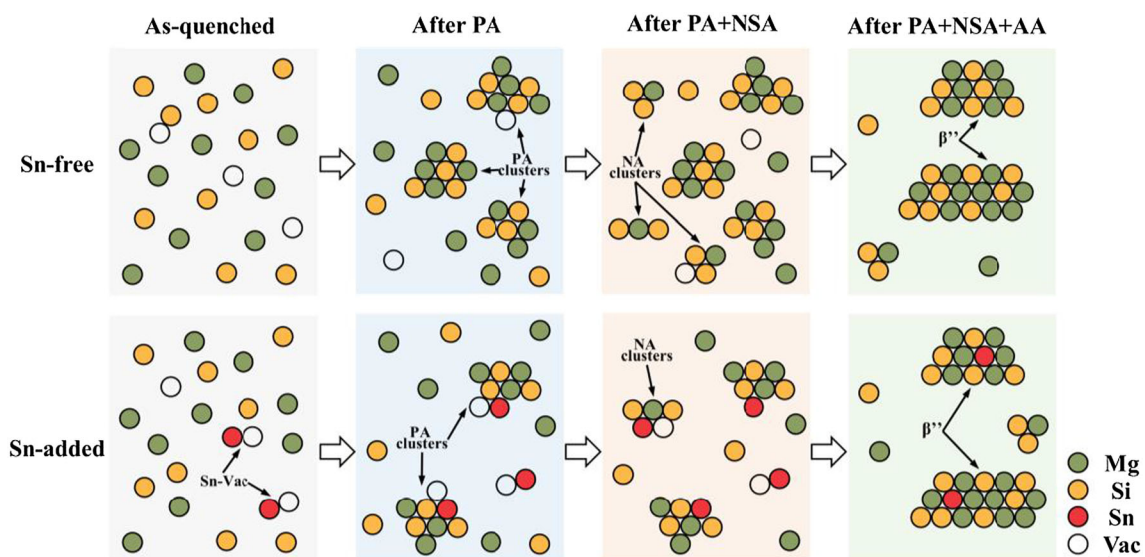 As-quenched
After PA
After PA+NSA
After PA+NSA+AA
Sn-free
PA
clusters
NA
clusters
β’’
Sn-added
Sn-Vac
PA
clusters
NA
clusters
β’’
Mg
Si
Sn
Vac